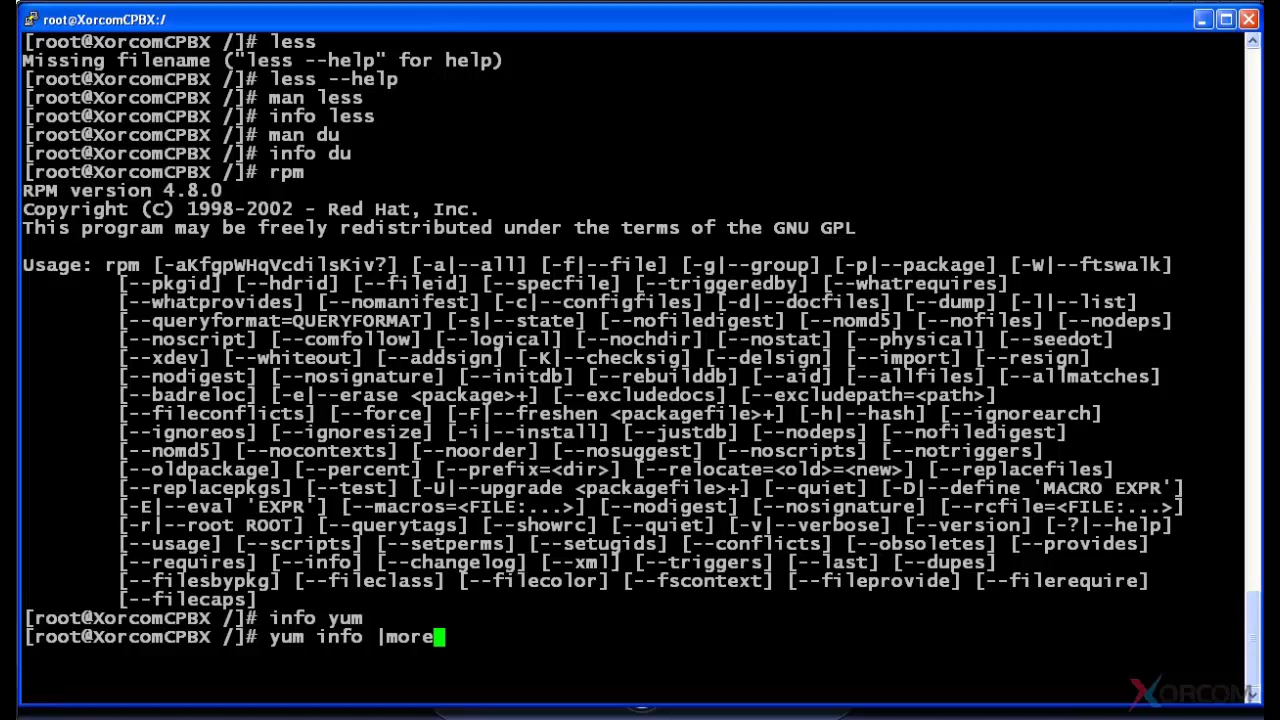 root@XorcomCPBX:/
[root@XorcomCPBX /]# less
Missing filename ("less --help" for help)
[root@XorcomCPBX /]# less --help
[root@XorcomCPBX /]# man less
[root@XorcomCPBX /]# info less
[root@XorcomCPBX /]# man du
[root@XorcomCPBX /]# info du
[root@XorcomCPBX /]# rpm
RPM version 4.8.0
Copyright (C) 1998-2002 - Red Hat, Inc.
This program may be freely redistributed under the terms of the GNU GPL
Usage: rpm [-aKfgpWHqVcdilsKiv?] [-a|--all] [-f|--file] [-g|--group] [-p|--package] [-W|--ftswalk]
[--pkgid] [--hdrid] [--fileid] [--specfile] [--triggeredby] [--whatrequires]
[--whatprovides] [--nomanifest] [-c|--configfiles] [-d|--docfiles] [--dump] [-l|--list]
[--queryformat=QUERYFORMAT] [-s|--state] [--nofiledigest] [--nomd5] [--nofiles] [--nodeps]
[--noscript] [--comfollow] [--logical] [--nochdir] [--nostat] [--physical] [--seedot]
[--xdev] [--whiteout] [--addsign] [-K|--checksig] [--delsign] [--import] [--resign]
[--nodigest] [--nosignature] [--initdb] [--rebuilddb] [--aid] [--allfiles] [--allmatches]
[--badreloc] [-e|--erase <package>+] [--excludedocs] [--excludepath=<path>]
[--fileconflicts] [--force] [-F|--freshen <packagefile>+] [-h|--hash] [--ignorearch]
[--ignoreos] [--ignoresize] [-i|--install] [--justdb] [--nodeps] [--nofiledigest]
[--nomd5] [--nocontexts] [--noorder] [--nosuggest] [--noscripts] [--notriggers]
[--oldpackage] [--percent] [--prefix=<dir>] [--relocate=<old>=<new>] [--replacefiles]
[--replacepkgs] [--test] [-U|--upgrade <packagefile>+] [--quiet] [-D|--define 'MACRO EXPR']
[-E|--eval 'EXPR'] [--macros=<FILE:...>] [--nodigest] [--nosignature] [--rcfile=<FILE:...>]
[-r|--root ROOT] [--querytags] [--showrc] [--quiet] [-v|--verbose] [--version] [-?|--help]
[--usage] [--scripts] [--setperms] [--setugids] [--conflicts] [--obsoletes] [--provides]
[--requires] [--info] [--changelog] [--xml] [--triggers] [--last] [--dupes]
[--filesbypkg] [--fileclass] [--filecolor] [--fscontext] [--fileprovide] [--filerequire]
[--filecaps]
[root@XorcomCPBX /]# info yum
[root@XorcomCPBX /]# yum info |more
XORCOM